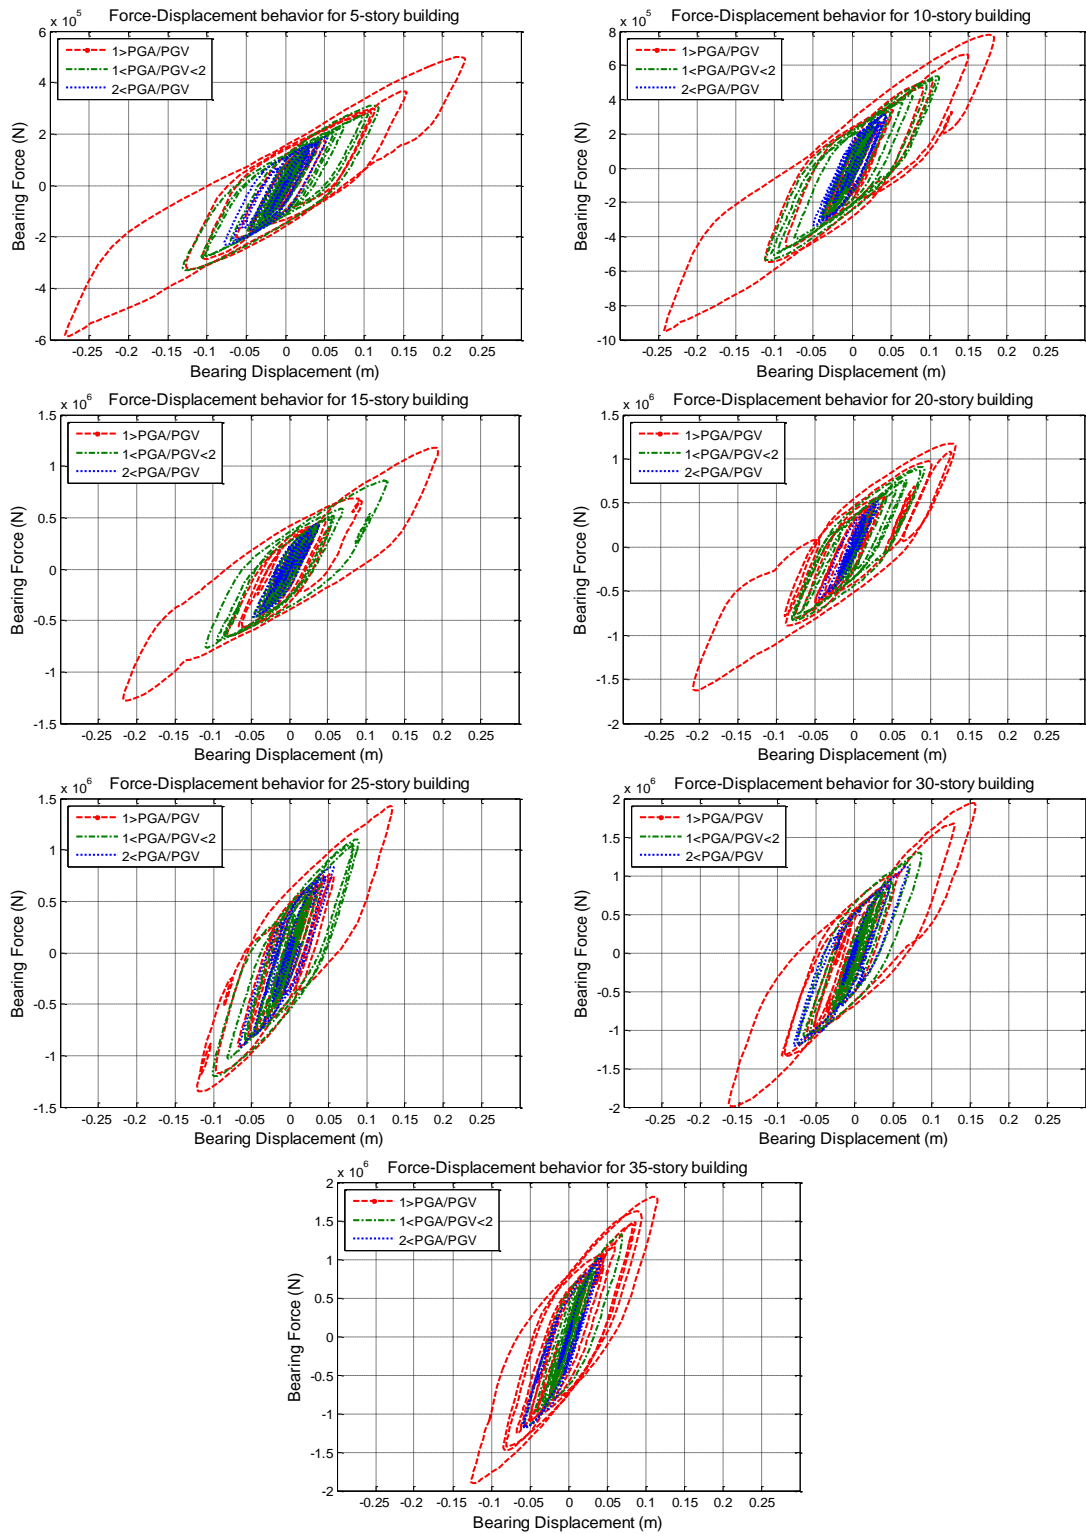 Force-Displacement behavior for 5-story building
x 10^5
1>PGA/PGV
1<PGA/PGV<2
2<PGA/PGV
6
4
2
0
-2
-4
-6
Bearing Force (N)
-0.25 -0.2 -0.15 -0.1 -0.05 0 0.05 0.1 0.15 0.2 0.25
Bearing Displacement (m)
Force-Displacement behavior for 10-story building
x 10^5
1>PGA/PGV
1<PGA/PGV<2
2<PGA/PGV
8
6
4
2
0
-2
-4
-6
-8
-10
Bearing Force (N)
-0.25 -0.2 -0.15 -0.1 -0.05 0 0.05 0.1 0.15 0.2 0.25
Bearing Displacement (m)
Force-Displacement behavior for 15-story building
x 10^6
1>PGA/PGV
1<PGA/PGV<2
2<PGA/PGV
1.5
1
0.5
0
-0.5
-1
-1.5
Bearing Force (N)
-0.25 -0.2 -0.15 -0.1 -0.05 0 0.05 0.1 0.15 0.2 0.25
Bearing Displacement (m)
Force-Displacement behavior for 20-story building
x 10^6
1>PGA/PGV
1<PGA/PGV<2
2<PGA/PGV
1.5
1
0.5
0
-0.5
-1
-1.5
-2
Bearing Force (N)
-0.25 -0.2 -0.15 -0.1 -0.05 0 0.05 0.1 0.15 0.2 0.25
Bearing Displacement (m)
Force-Displacement behavior for 25-story building
x 10^6
1>PGA/PGV
1<PGA/PGV<2
2<PGA/PGV
1.5
1
0.5
0
-0.5
-1
-1.5
Bearing Force (N)
-0.25 -0.2 -0.15 -0.1 -0.05 0 0.05 0.1 0.15 0.2 0.25
Bearing Displacement (m)
Force-Displacement behavior for 30-story building
x 10^6
1>PGA/PGV
1<PGA/PGV<2
2<PGA/PGV
2
1.5
1
0.5
0
-0.5
-1
-1.5
-2
Bearing Force (N)
-0.25 -0.2 -0.15 -0.1 -0.05 0 0.05 0.1 0.15 0.2 0.25
Bearing Displacement (m)
Force-Displacement behavior for 35-story building
x 10^6
1>PGA/PGV
1<PGA/PGV<2
2<PGA/PGV
2
1.5
1
0.5
0
-0.5
-1
-1.5
-2
Bearing Force (N)
-0.25 -0.2 -0.15 -0.1 -0.05 0 0.05 0.1 0.15 0.2 0.25
Bearing Displacement (m)